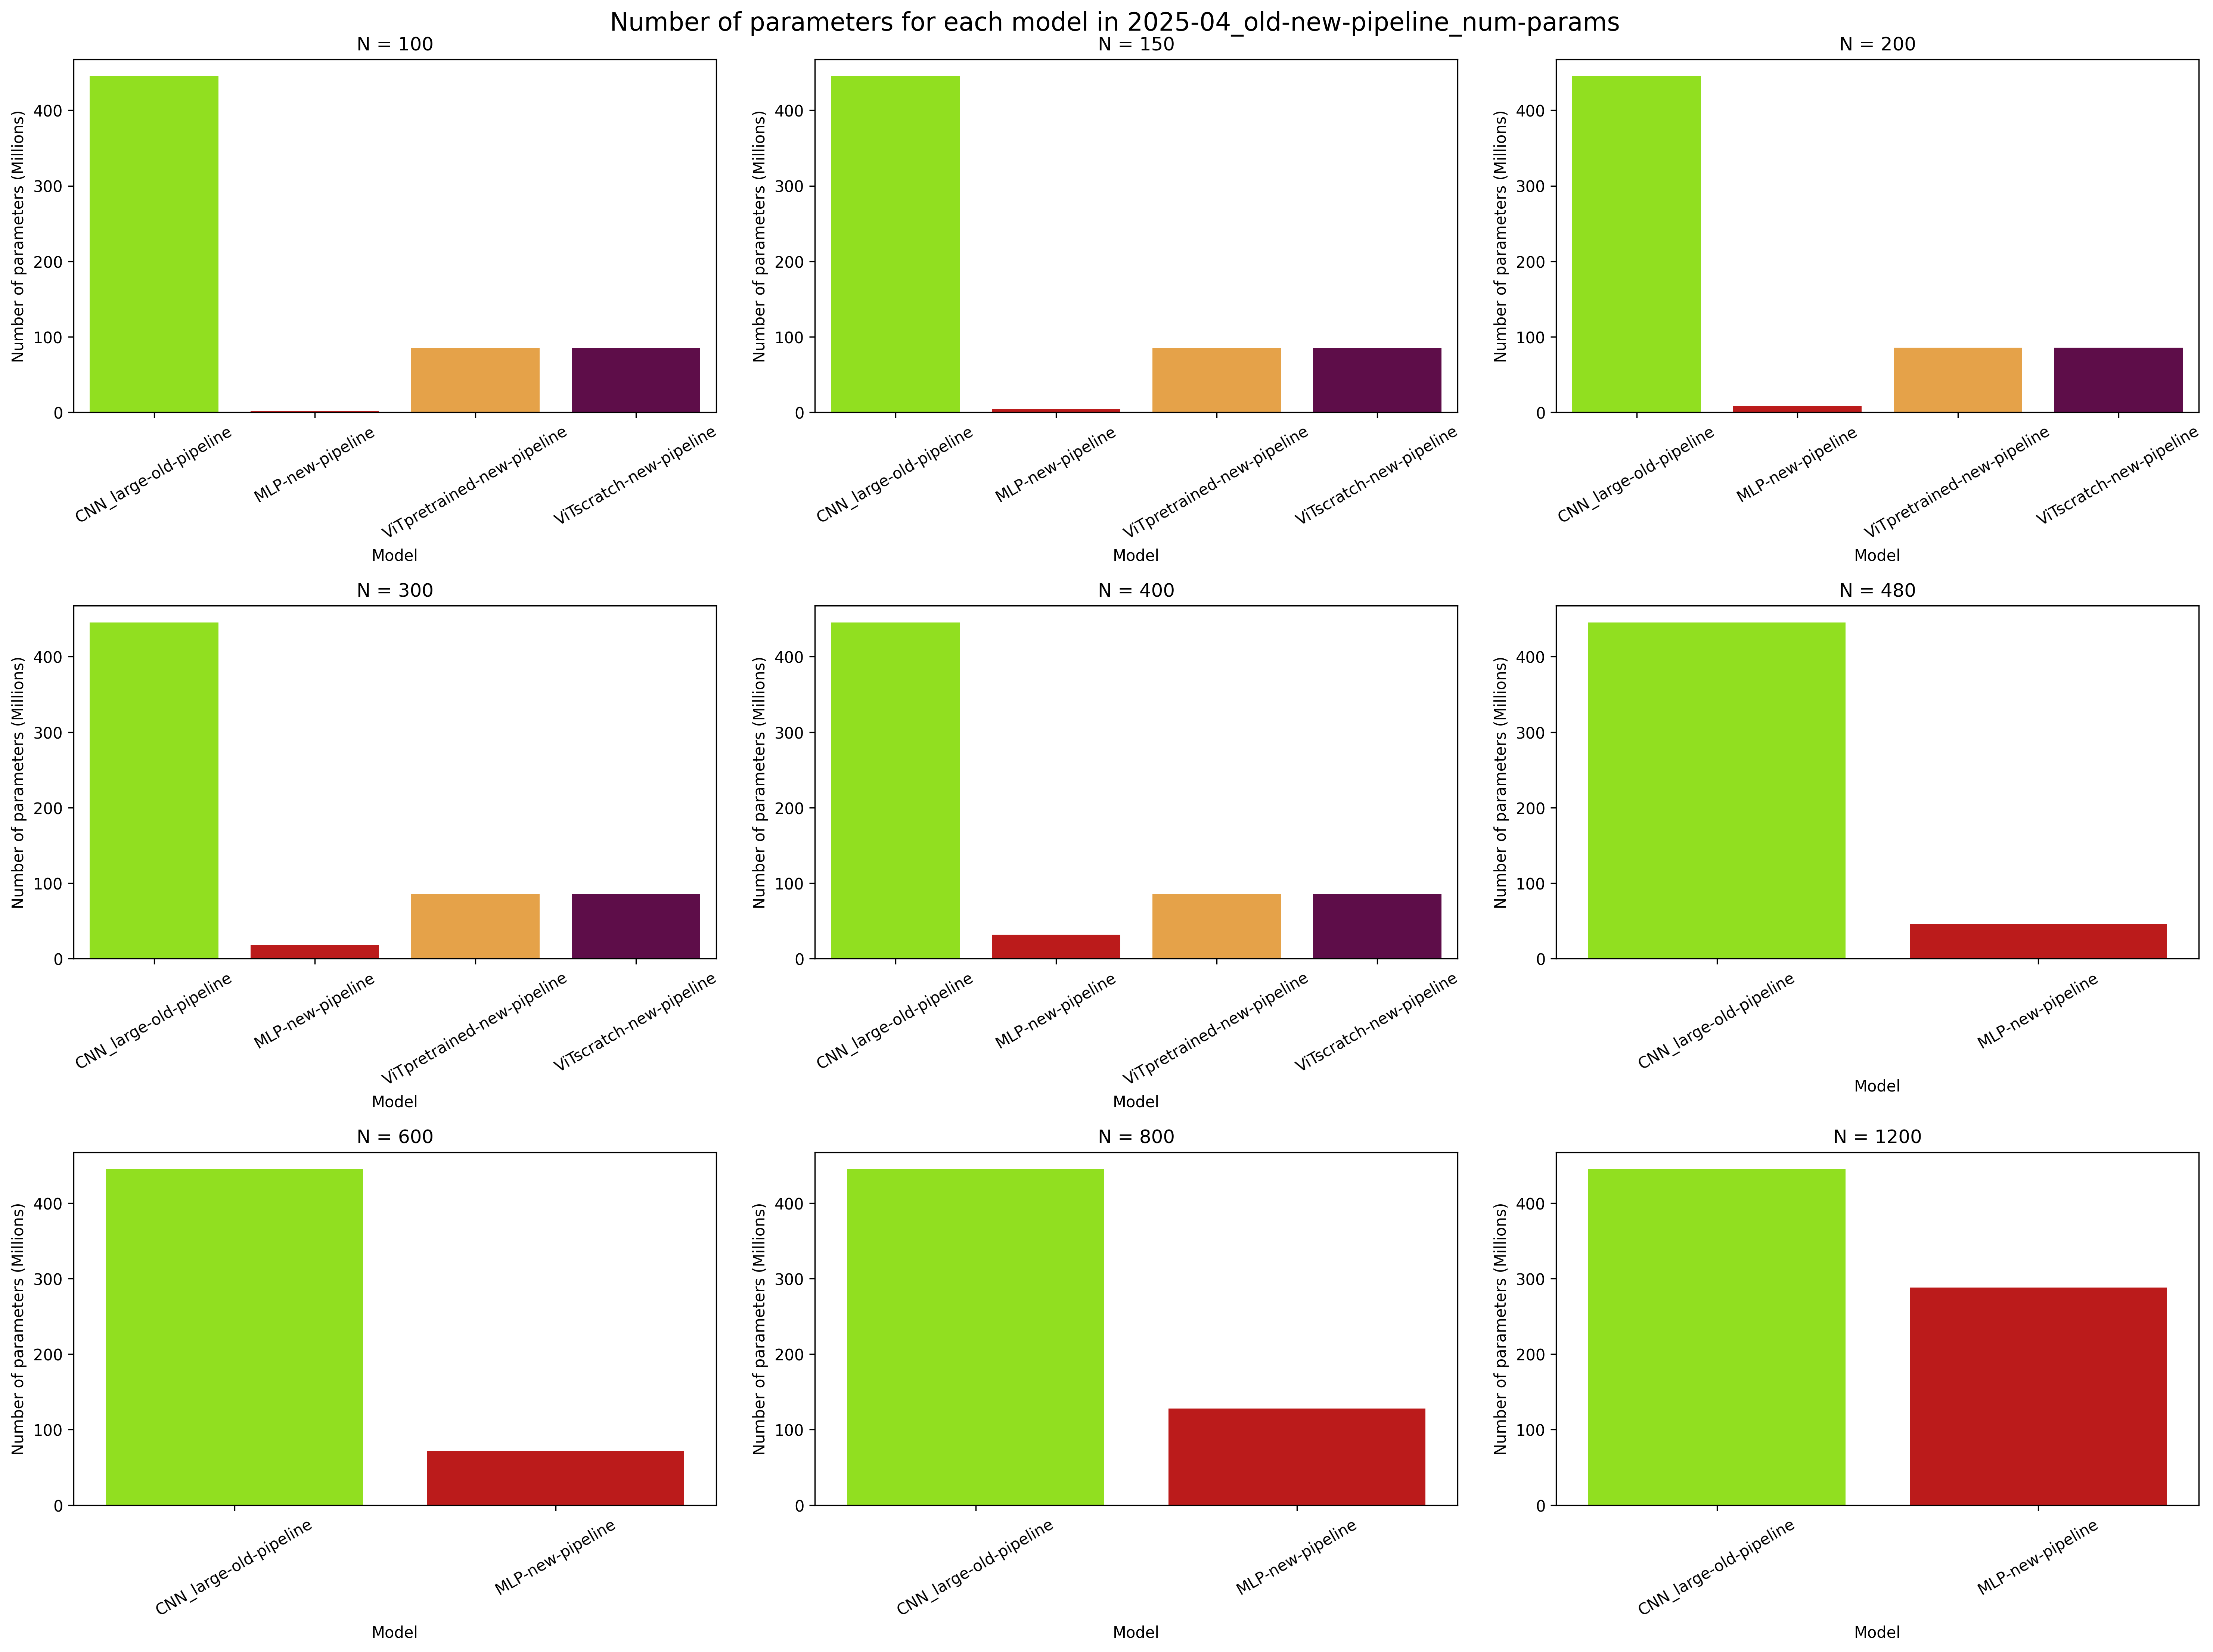 Number of parameters for each model in 2025-04_old-new-pipeline_num-params
N = 100
Number of parameters (Millions)
400
300
200
100
0
CNN_large-old-pipeline
MLP-new-pipeline
ViTpretrained-new-pipeline
ViTscratch-new-pipeline
Model
N = 150
Number of parameters (Millions)
400
300
200
100
0
CNN_large-old-pipeline
MLP-new-pipeline
ViTpretrained-new-pipeline
ViTscratch-new-pipeline
Model
N = 200
Number of parameters (Millions)
400
300
200
100
0
CNN_large-old-pipeline
MLP-new-pipeline
ViTpretrained-new-pipeline
ViTscratch-new-pipeline
Model
N = 300
Number of parameters (Millions)
400
300
200
100
0
CNN_large-old-pipeline
MLP-new-pipeline
ViTpretrained-new-pipeline
ViTscratch-new-pipeline
Model
N = 400
Number of parameters (Millions)
400
300
200
100
0
CNN_large-old-pipeline
MLP-new-pipeline
ViTpretrained-new-pipeline
ViTscratch-new-pipeline
Model
N = 480
Number of parameters (Millions)
400
300
200
100
0
CNN_large-old-pipeline
MLP-new-pipeline
Model
N = 600
Number of parameters (Millions)
400
300
200
100
0
CNN_large-old-pipeline
MLP-new-pipeline
Model
N = 800
Number of parameters (Millions)
400
300
200
100
0
CNN_large-old-pipeline
MLP-new-pipeline
Model
N = 1200
Number of parameters (Millions)
400
300
200
100
0
CNN_large-old-pipeline
MLP-new-pipeline
Model